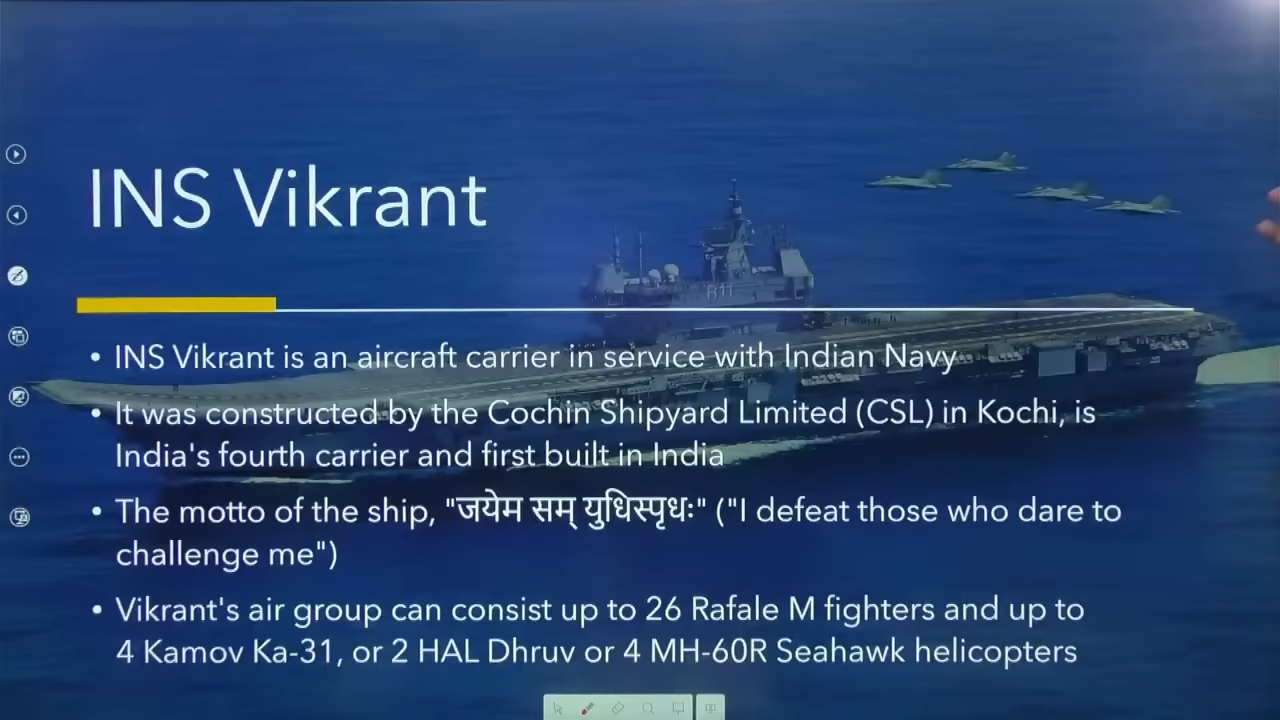 INS Vikrant
R11
• INS Vikrant is an aircraft carrier in service with Indian Navy
• It was constructed by the Cochin Shipyard Limited (CSL) in Kochi, is
India's fourth carrier and first built in India
• The motto of the ship, "जयेम सम् युधिस्पृधः" ("I defeat those who dare to
challenge me")
• Vikrant's air group can consist up to 26 Rafale M fighters and up to
4 Kamov Ka-31, or 2 HAL Dhruv or 4 MH-60R Seahawk helicopters